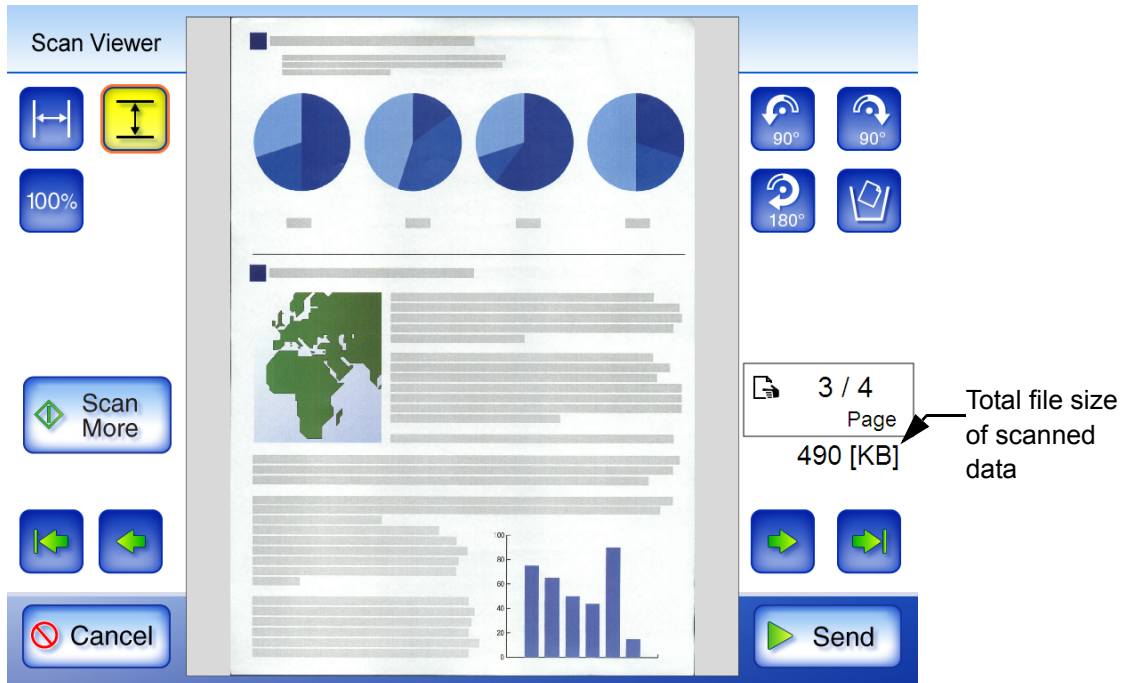 Scan Viewer
100%
90°
90°
180°
Scan
More
3 / 4
Page
490 [KB]
Total file size
of scanned
data
100
80
60
40
20
0
Cancel
Send